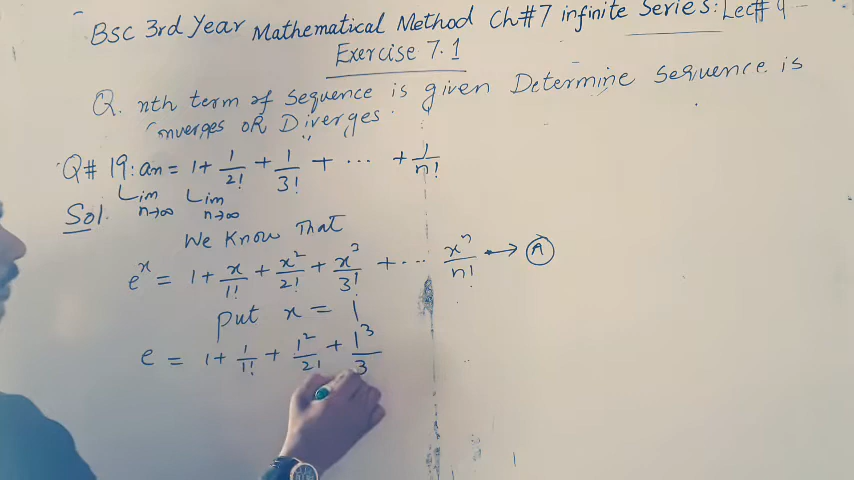 Bsc 3rd Year Mathematical Method Ch#7 infinite Series: Lec# 9
Exercise 7.1
Q. nth term of sequence is given Determine sequence is
Converges OR Diverges
Q# 19: an = 1 + 1/2! + 1/3! + ... + 1/n!
Sol. Lim n→∞ Lim n→∞
We Know That
e^x = 1 + x/1! + x^2/2! + x^3/3! + ... x^n/n! → (A)
Put x = 1
e = 1 + 1/1! + 1^2/2! + 1^3/3